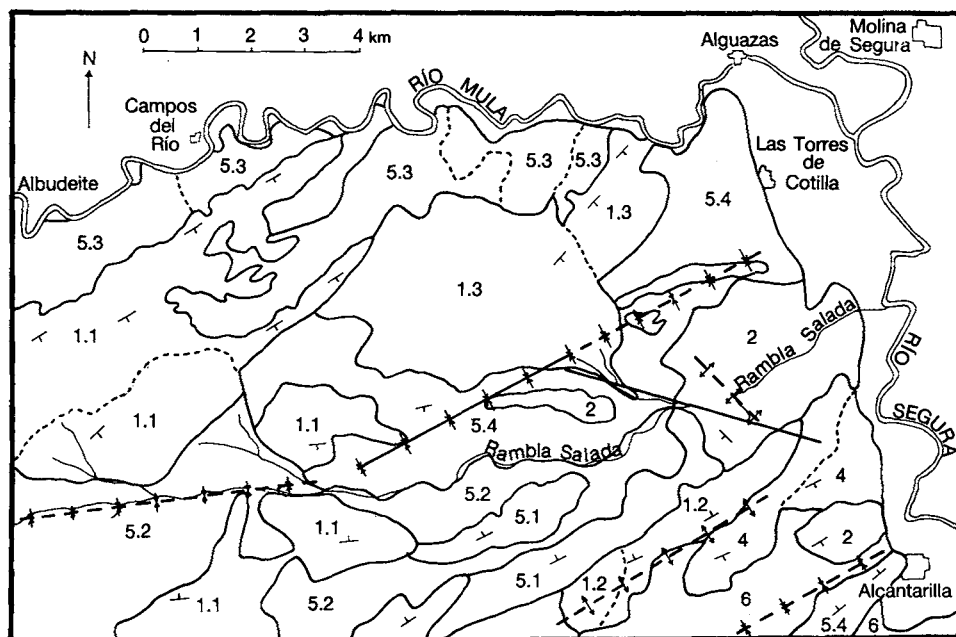 0 1 2 3 4 km
N
Molina
de Segura
Alguazas
RÍO MULA
Campos
del
Río
Las Torres
de
Cotilla
5.3
5.3
5.3
5.3
5.4
Albudeite
5.3
1.3
1.3
1.1
2
Rambla Salada
RÍO SEGURA
1.1
1.1
5.4
2
Rambla Salada
5.2
4
5.2
5.1
1.2
1.1
4
2
5.1
1.2
Alcantarilla
1.1
5.2
6
5.4
6